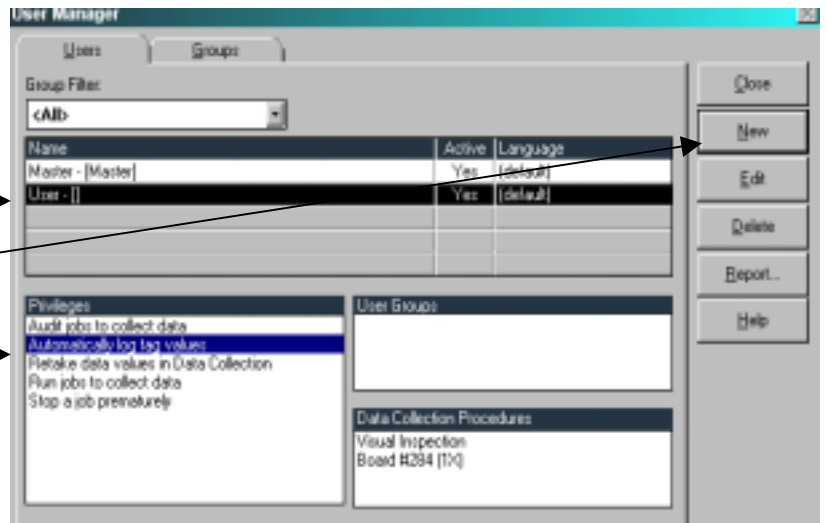 User Manager
Users Groups
Group Filter:
<All>
Close
New
Edit
Delete
Report...
Help
Name Active Language
Master - [Master] Yes (default)
User - [] Yes (default)
Privileges
Audit jobs to collect data
Automatically log tag values
Retake data values in Data Collection
Run jobs to collect data
Stop a job prematurely
User Groups
Data Collection Procedures
Visual Inspection
Board #284 (1X)